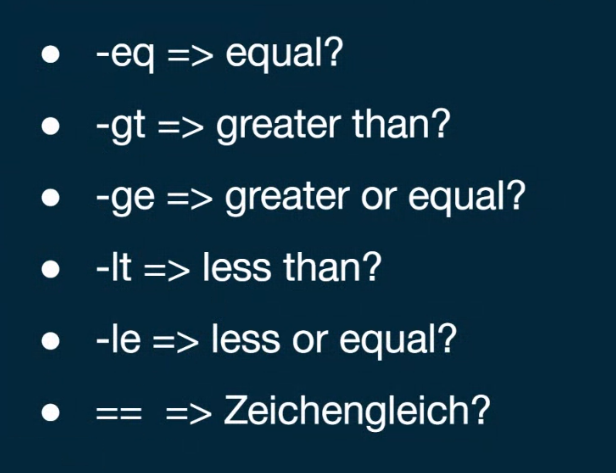 • -eq => equal?
• -gt => greater than?
• -ge => greater or equal?
• -lt => less than?
• -le => less or equal?
• == => Zeichengleich?